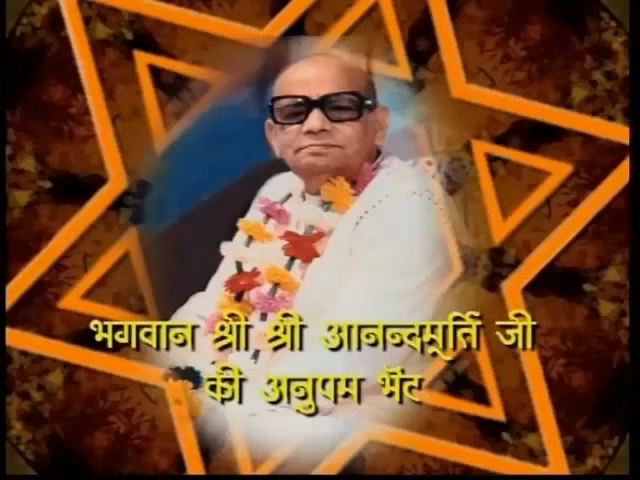 भगवान श्री श्री आनन्दमूर्ति जी
की अनुपम भेंट